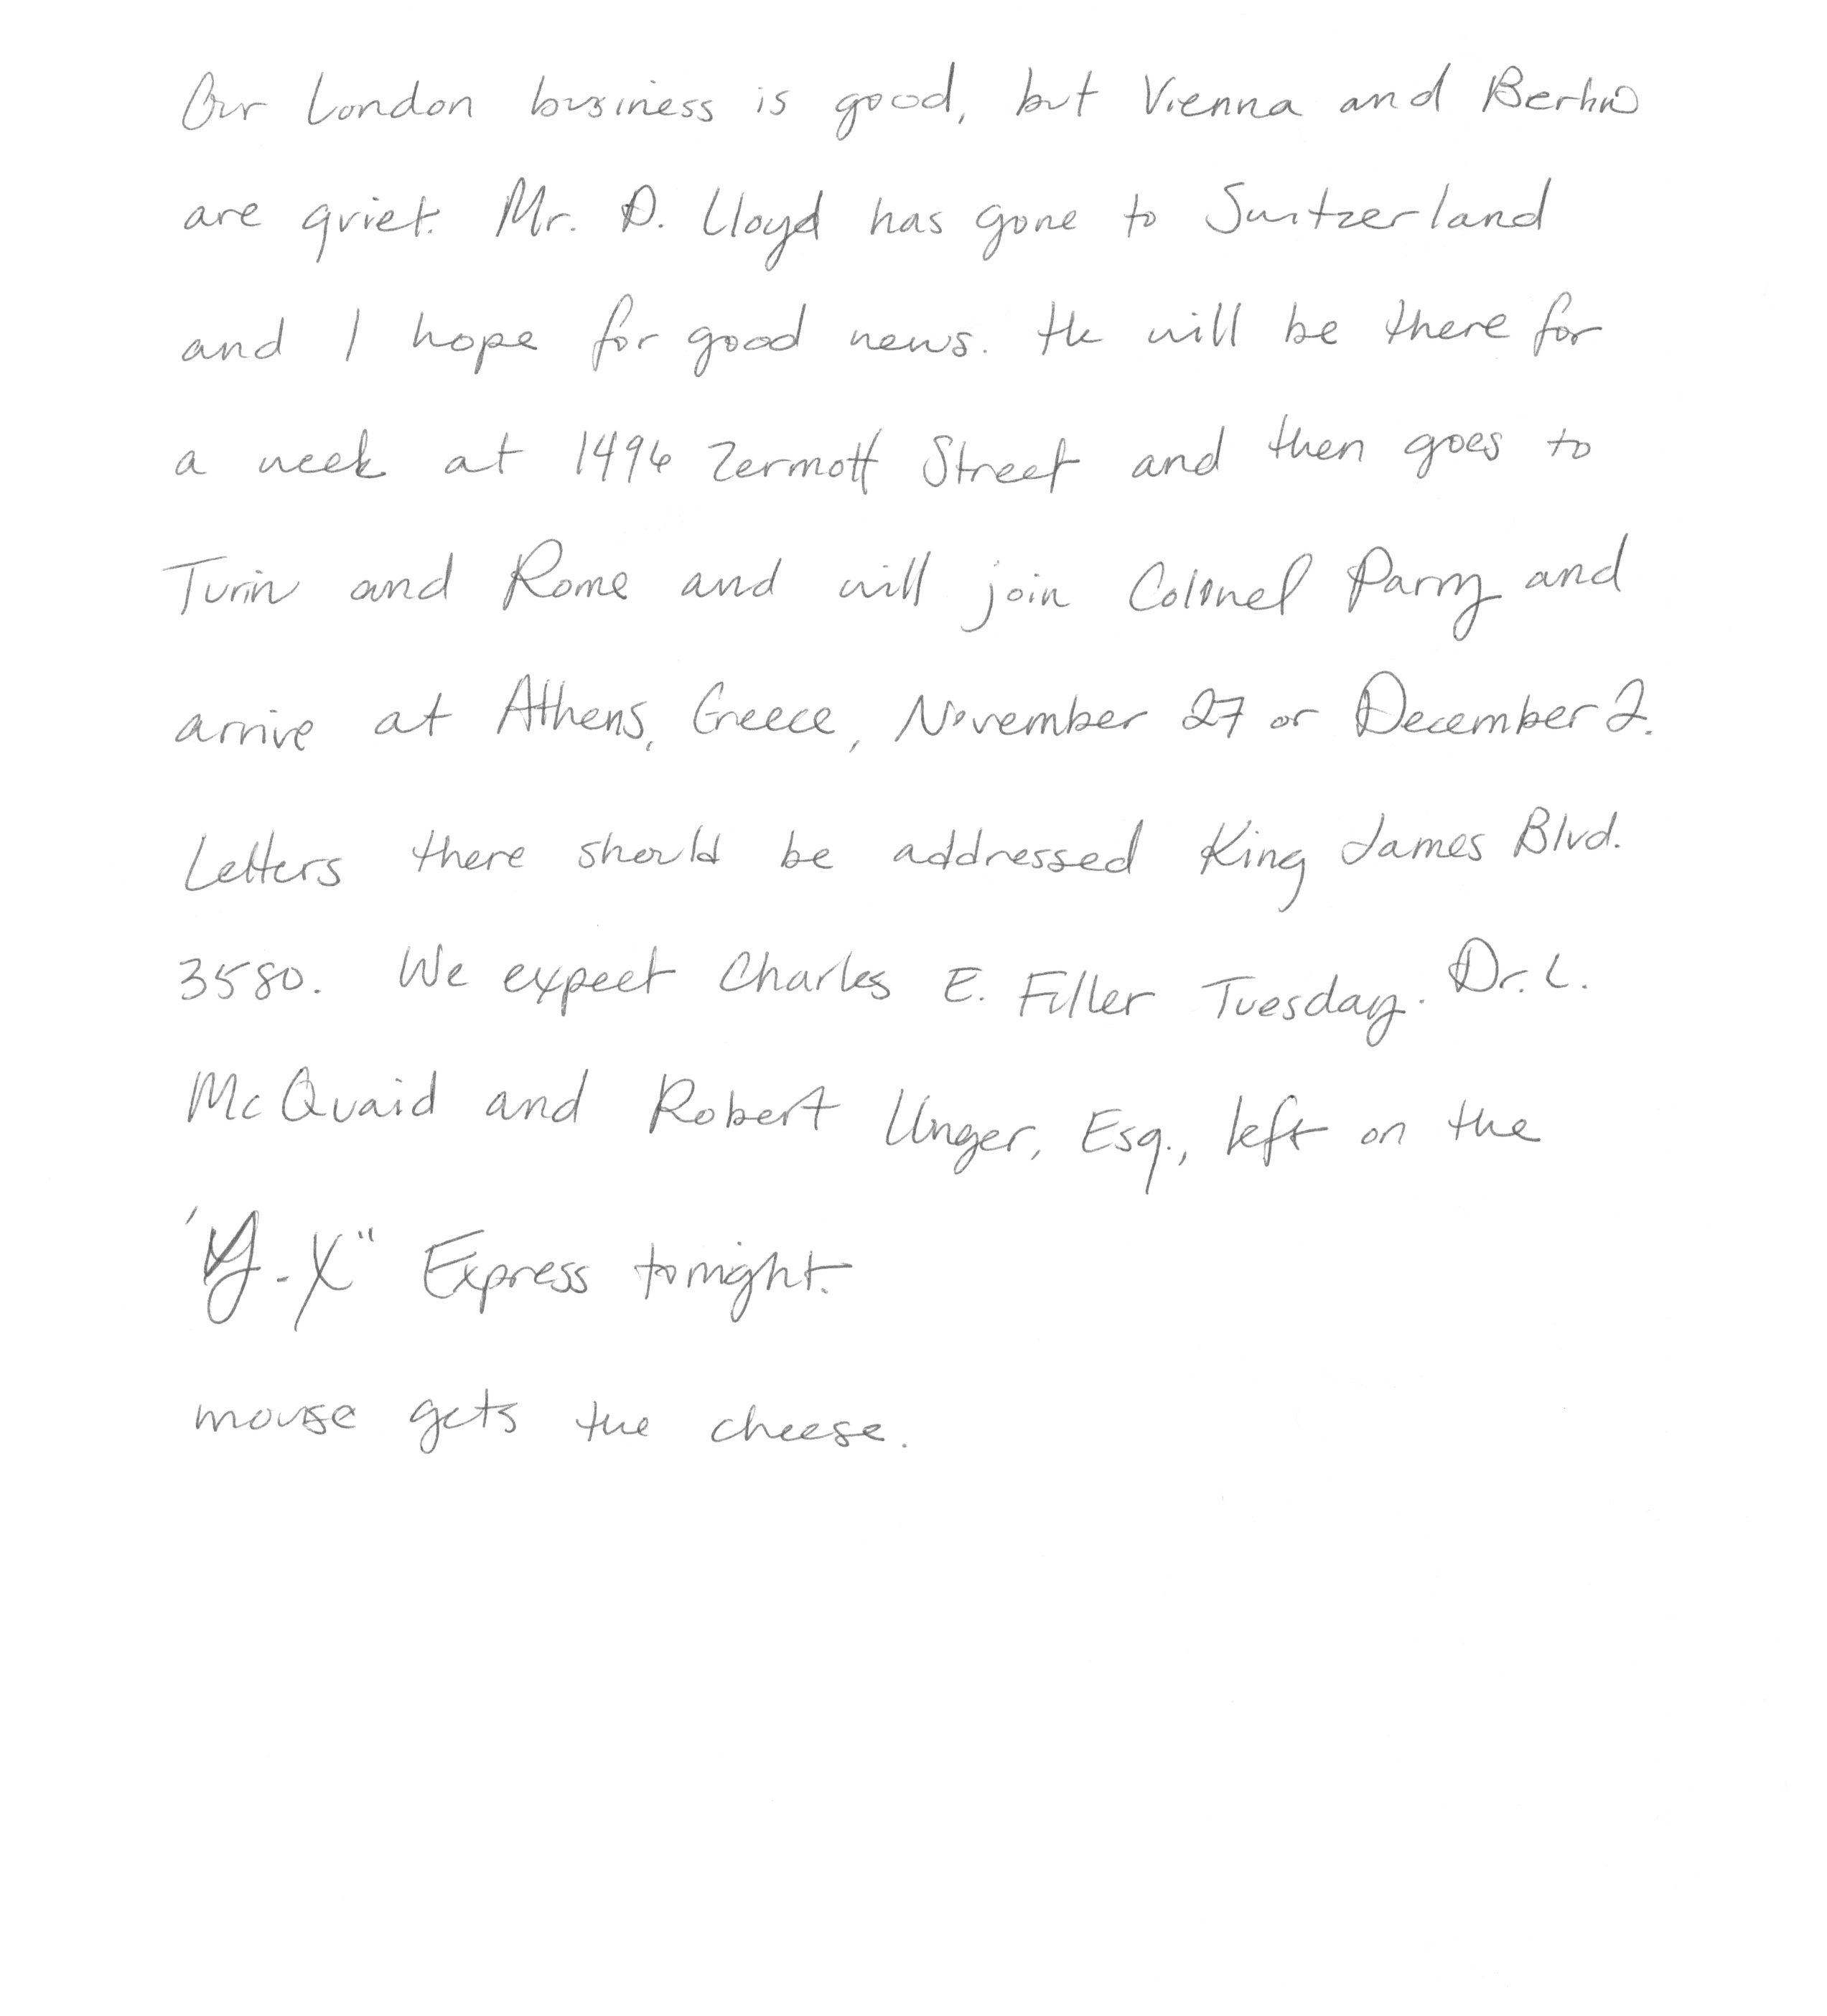 Our London business is good, but Vienna and Berlin
are quiet. Mr. D. Lloyd has gone to Switzerland
and I hope for good news. He will be there for
a week at 1496 Zermott Street and then goes to
Turin and Rome and will join Colonel Parry and
arrive at Athens, Greece, November 27 or December 2.
Letters there should be addressed King James Blvd.
3580. We expect Charles E. Fuller Tuesday. Dr. L.
McQuaid and Robert Unger, Esq., left on the
"Y-X" Express tonight.
mouse gets the cheese.